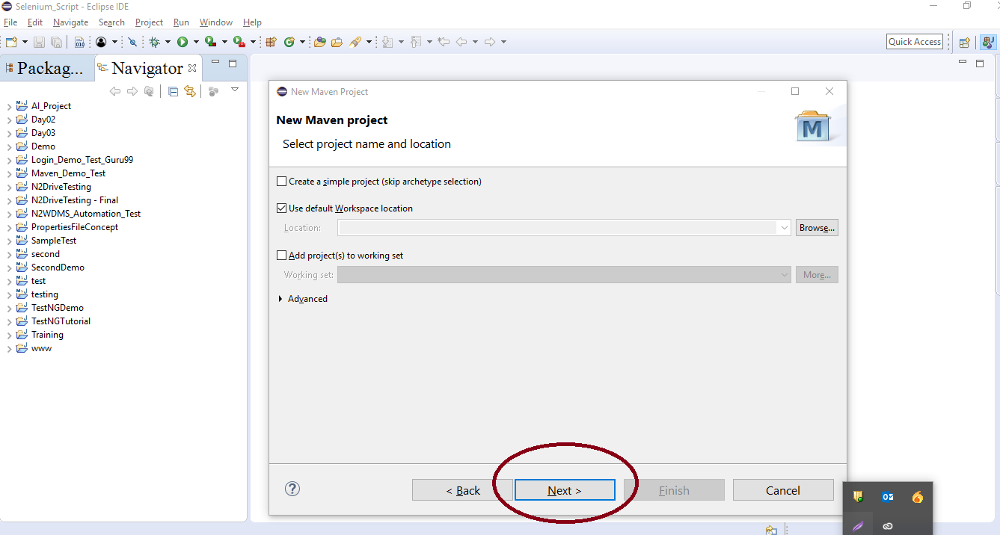 Selenium_Script - Eclipse IDE
File Edit Navigate Search Project Run Window Help
010
Quick Access
Packag... Navigator
AI_Project
Day02
Day03
Demo
Login_Demo_Test_Guru99
Maven_Demo_Test
N2DriveTesting
N2DriveTesting - Final
N2WDMS_Automation_Test
PropertiesFileConcept
SampleTest
second
SecondDemo
test
testing
TestNGDemo
TestNGTutorial
Training
www
New Maven Project
New Maven project
Select project name and location
M
Create a simple project (skip archetype selection)
Use default Workspace location
Location:
Browse...
Add project(s) to working set
Working set:
More...
Advanced
?
< Back
Next >
Finish
Cancel